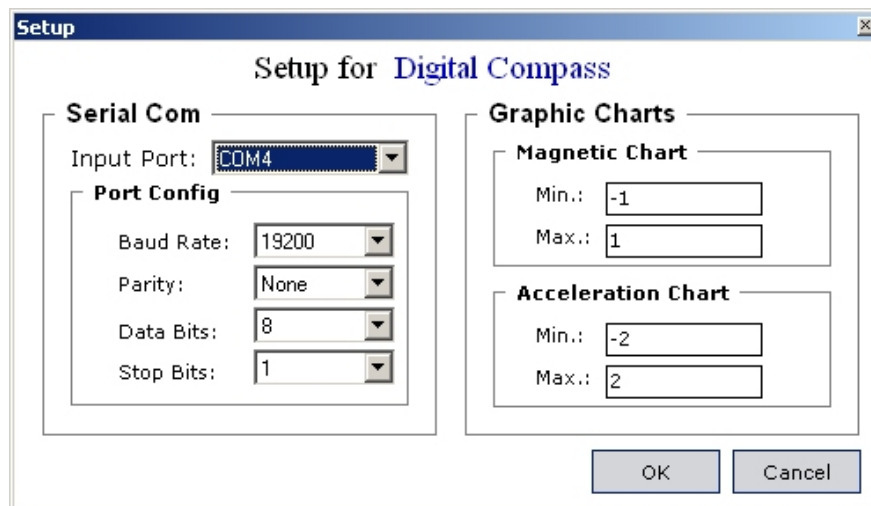 Setup
Setup for Digital Compass
Serial Com
Input Port: COM4
Port Config
Baud Rate: 19200
Parity: None
Data Bits: 8
Stop Bits: 1
Graphic Charts
Magnetic Chart
Min.: -1
Max.: 1
Acceleration Chart
Min.: -2
Max.: 2
OK Cancel